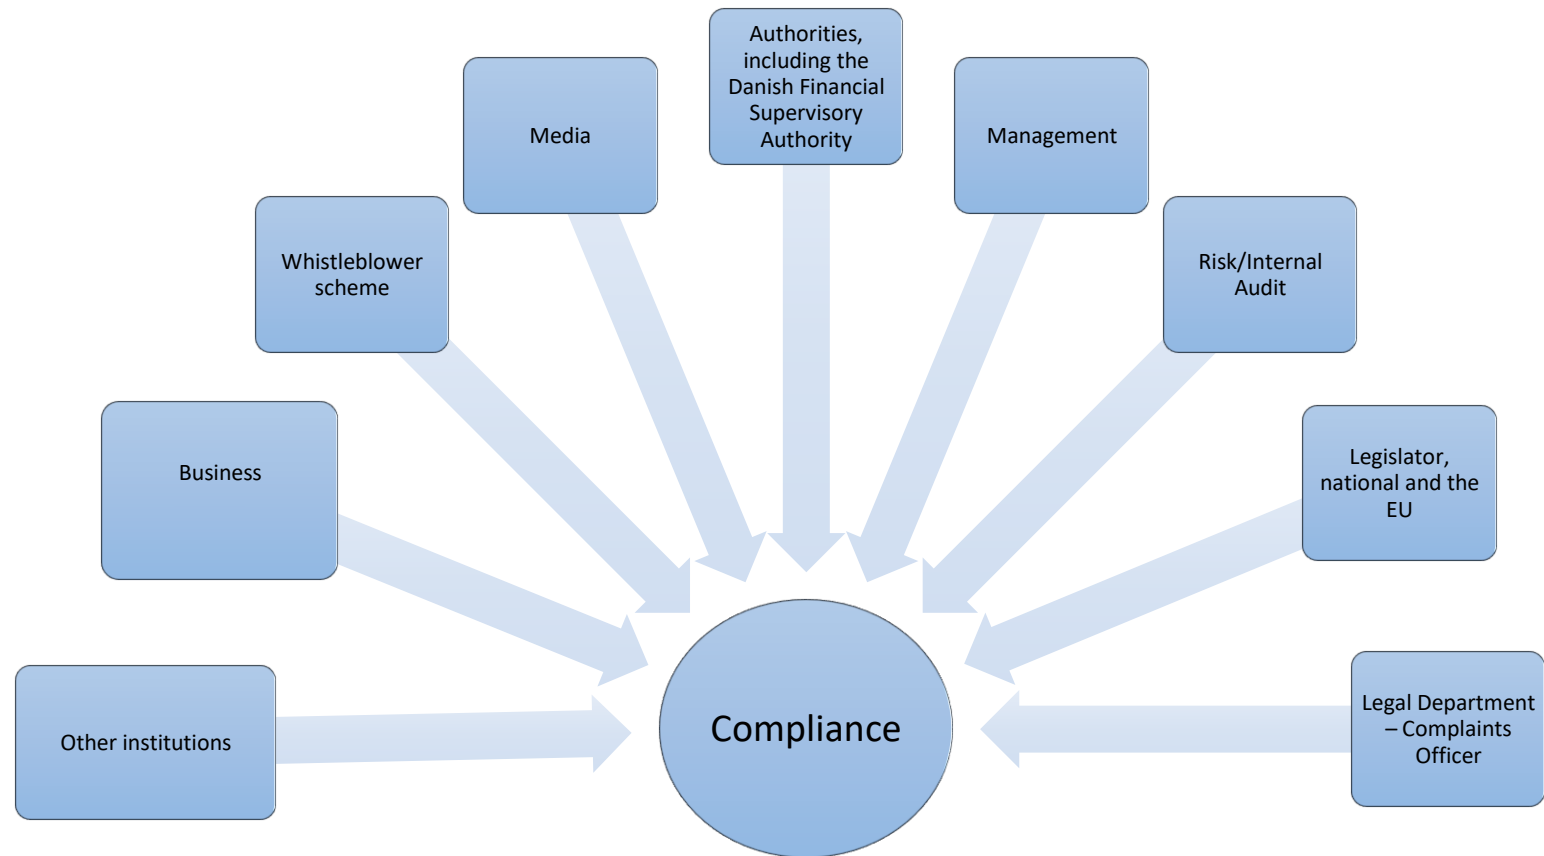 Authorities,
including the
Danish Financial
Supervisory
Authority
Media
Management
Whistleblower
scheme
Risk/Internal
Audit
Business
Legislator,
national and the
EU
Other institutions
Compliance
Legal Department
– Complaints
Officer